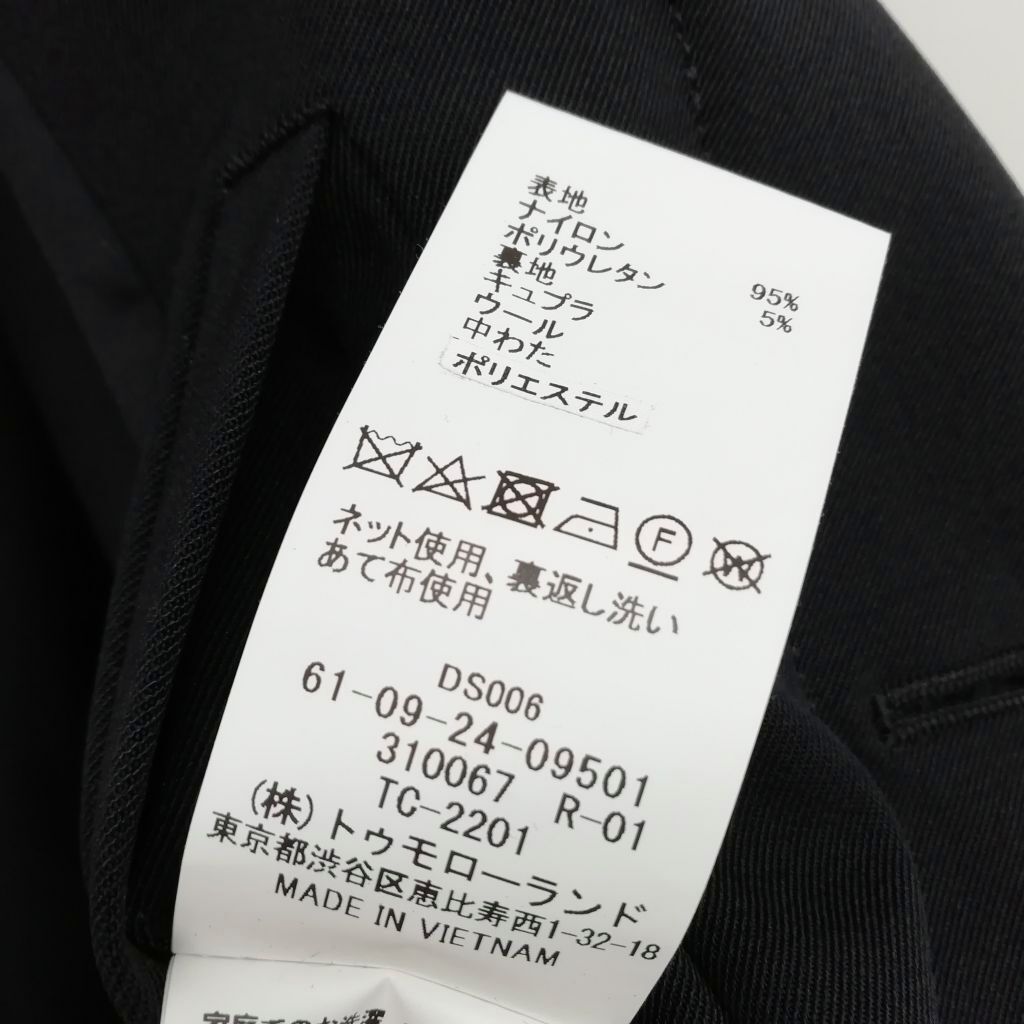 表地
ナイロン 95%
ポリウレタン 5%
裏地
キュプラ
ウール
中わた
ポリエステル
F
W
ネット使用、裏返し洗い
あて布使用
DS006
61-09-24-09501
310067 R-01
TC-2201
(株)トゥモローランド
東京都渋谷区恵比寿西1-32-18
MADE IN VIETNAM